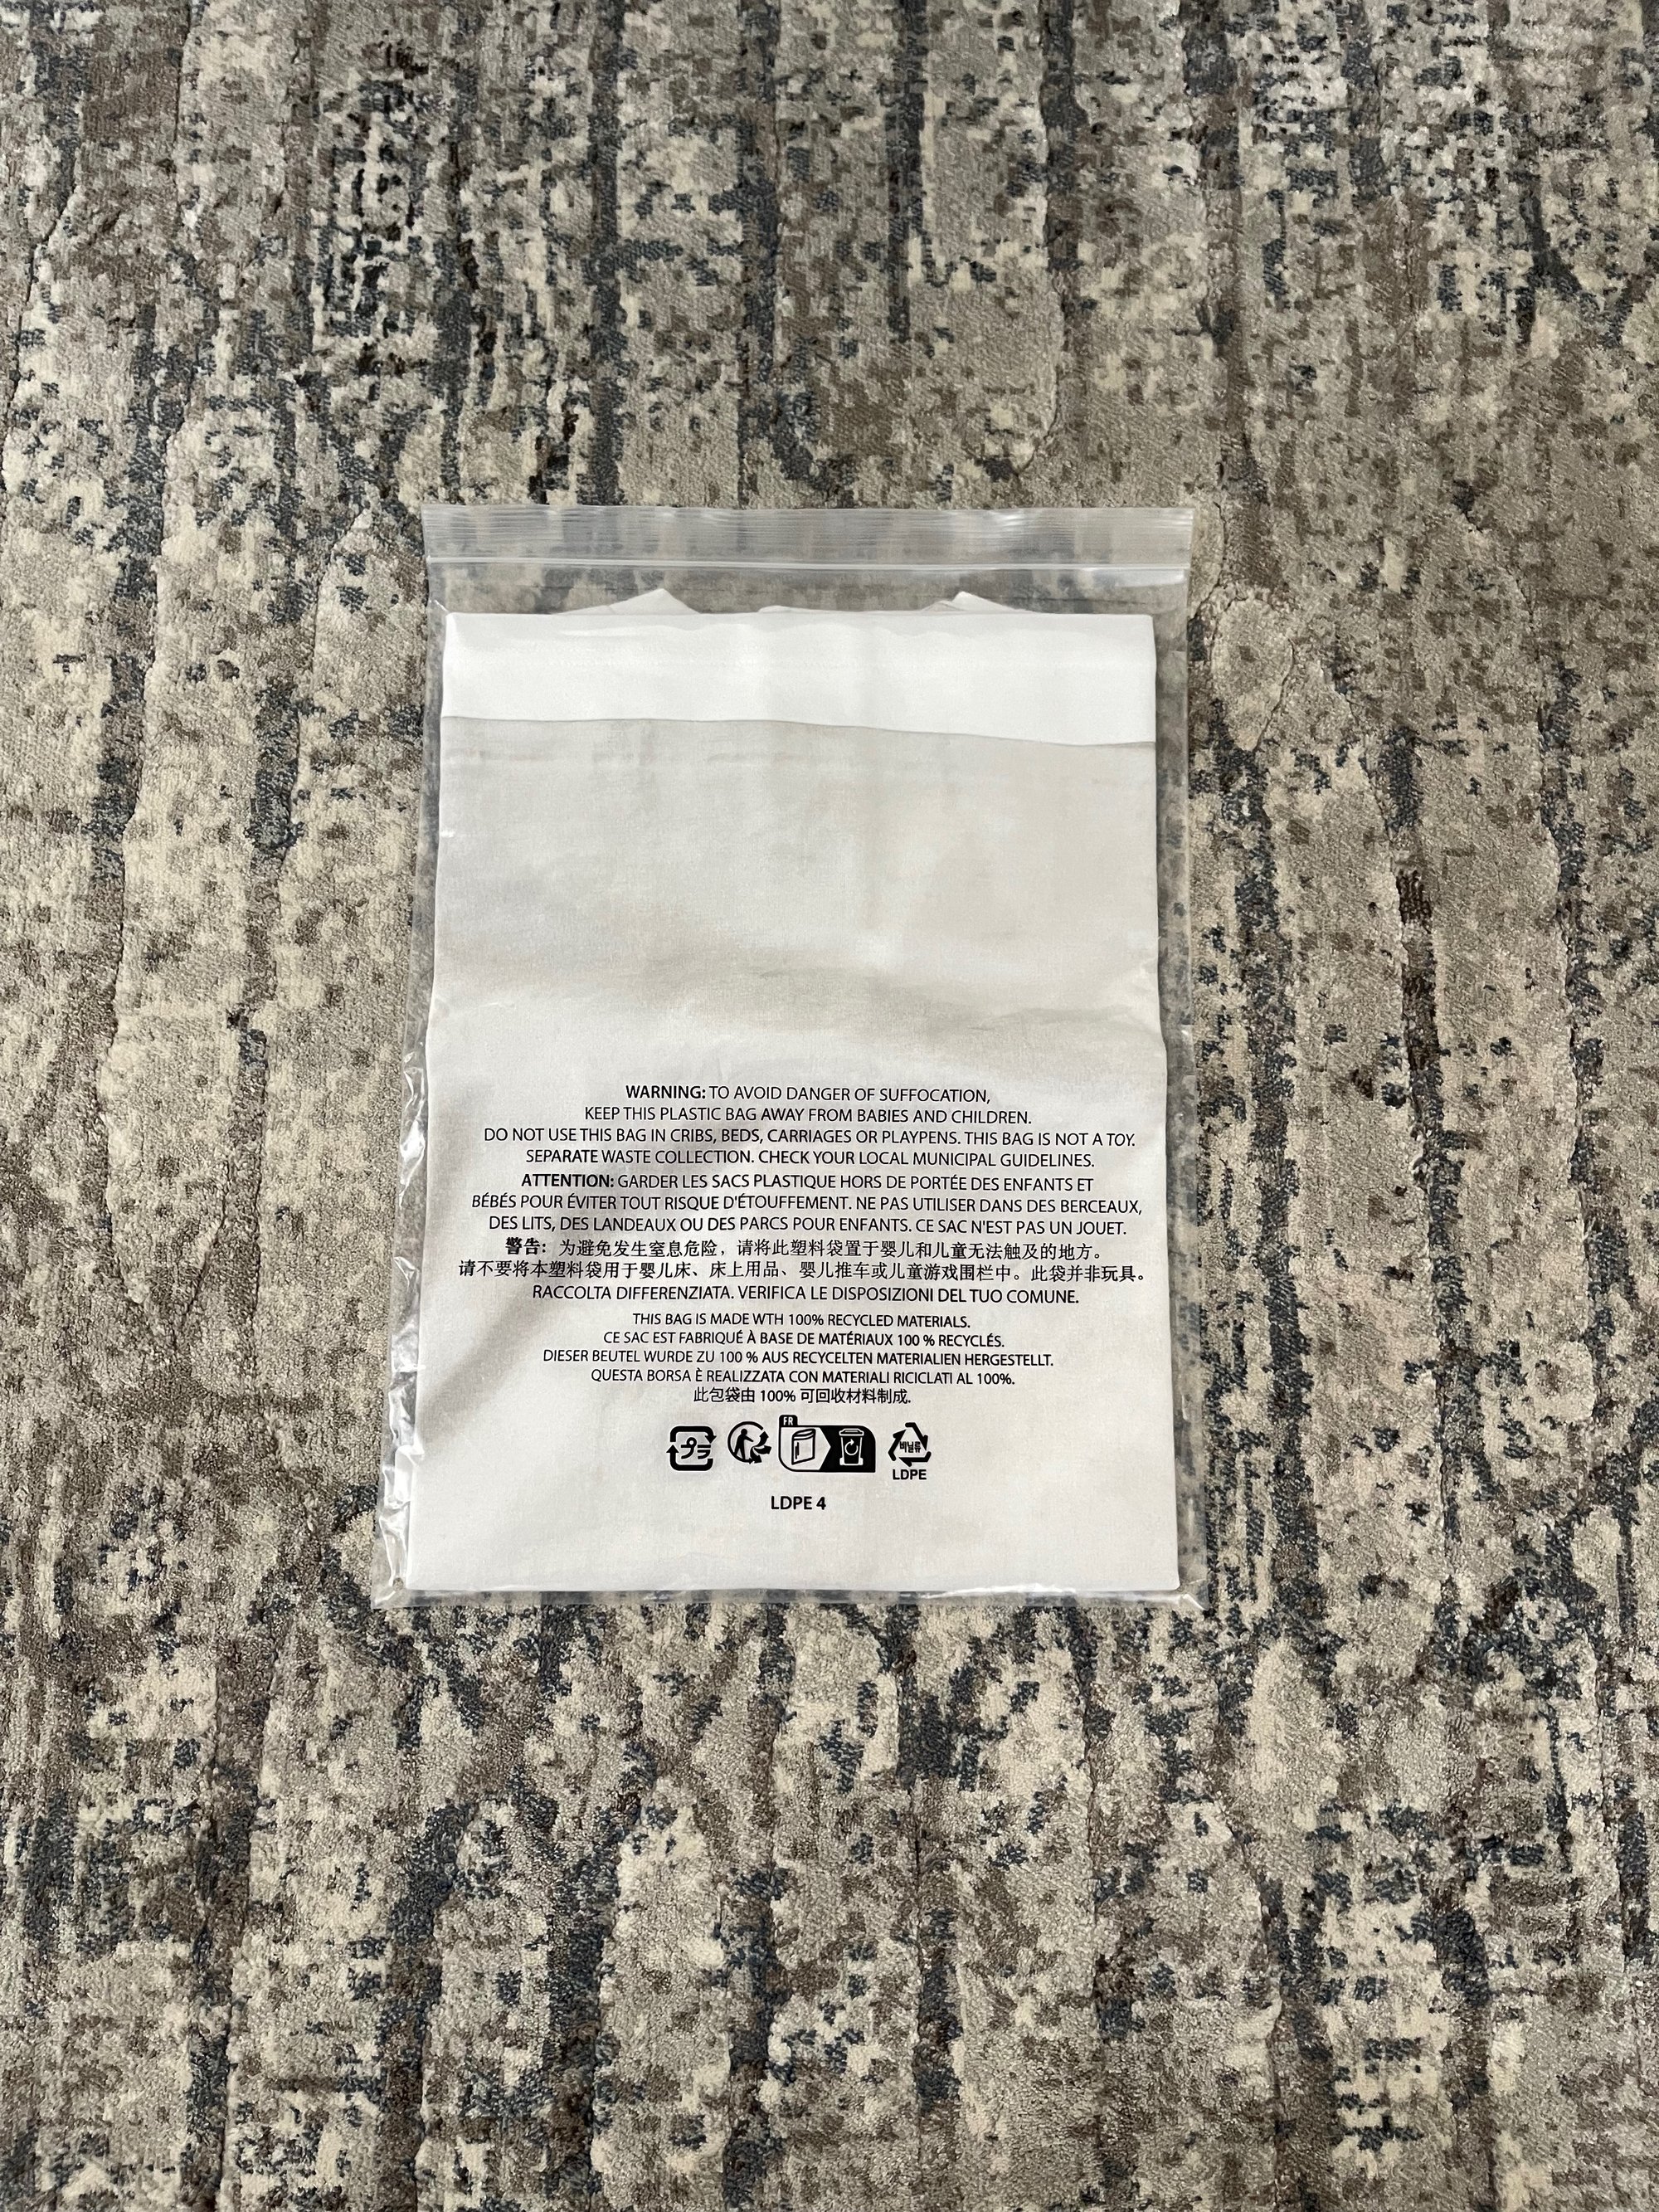 WARNING: TO AVOID DANGER OF SUFFOCATION,
KEEP THIS PLASTIC BAG AWAY FROM BABIES AND CHILDREN.
DO NOT USE THIS BAG IN CRIBS, BEDS, CARRIAGES OR PLAYPENS. THIS BAG IS NOT A TOY.
SEPARATE WASTE COLLECTION. CHECK YOUR LOCAL MUNICIPAL GUIDELINES.
ATTENTION: GARDER LES SACS PLASTIQUE HORS DE PORTÉE DES ENFANTS ET
BÉBÉS POUR ÉVITER TOUT RISQUE D'ÉTOUFFEMENT. NE PAS UTILISER DANS DES BERCEAUX,
DES LITS, DES LANDEAUX OU DES PARCS POUR ENFANTS. CE SAC N'EST PAS UN JOUET.
警告：为避免发生窒息危险，请将此塑料袋置于婴儿和儿童无法触及的地方。
请不要将本塑料袋用于婴儿床、床上用品、婴儿推车或儿童游戏围栏中。此袋并非玩具。
RACCOLTA DIFFERENZIATA. VERIFICA LE DISPOSIZIONI DEL TUO COMUNE.
THIS BAG IS MADE WTH 100% RECYCLED MATERIALS.
CE SAC EST FABRIQUÉ À BASE DE MATÉRIAUX 100 % RECYCLÉS.
DIESER BEUTEL WURDE ZU 100 % AUS RECYCELTEN MATERIALIEN HERGESTELLT.
QUESTA BORSA È REALIZZATA CON MATERIALI RICICLATI AL 100%.
此包袋由 100% 可回收材料制成.
プラ FR 비닐류
LDPE
LDPE 4